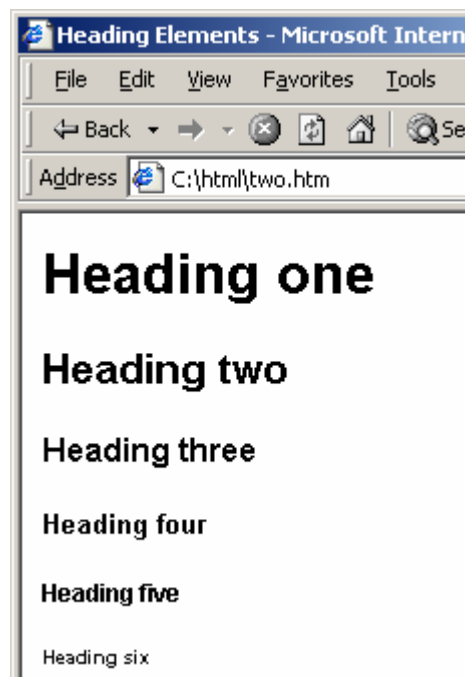 Heading Elements - Microsoft Intern
File Edit View Favorites Tools
Back Se
Address C:\html\two.htm
Heading one
Heading two
Heading three
Heading four
Heading five
Heading six